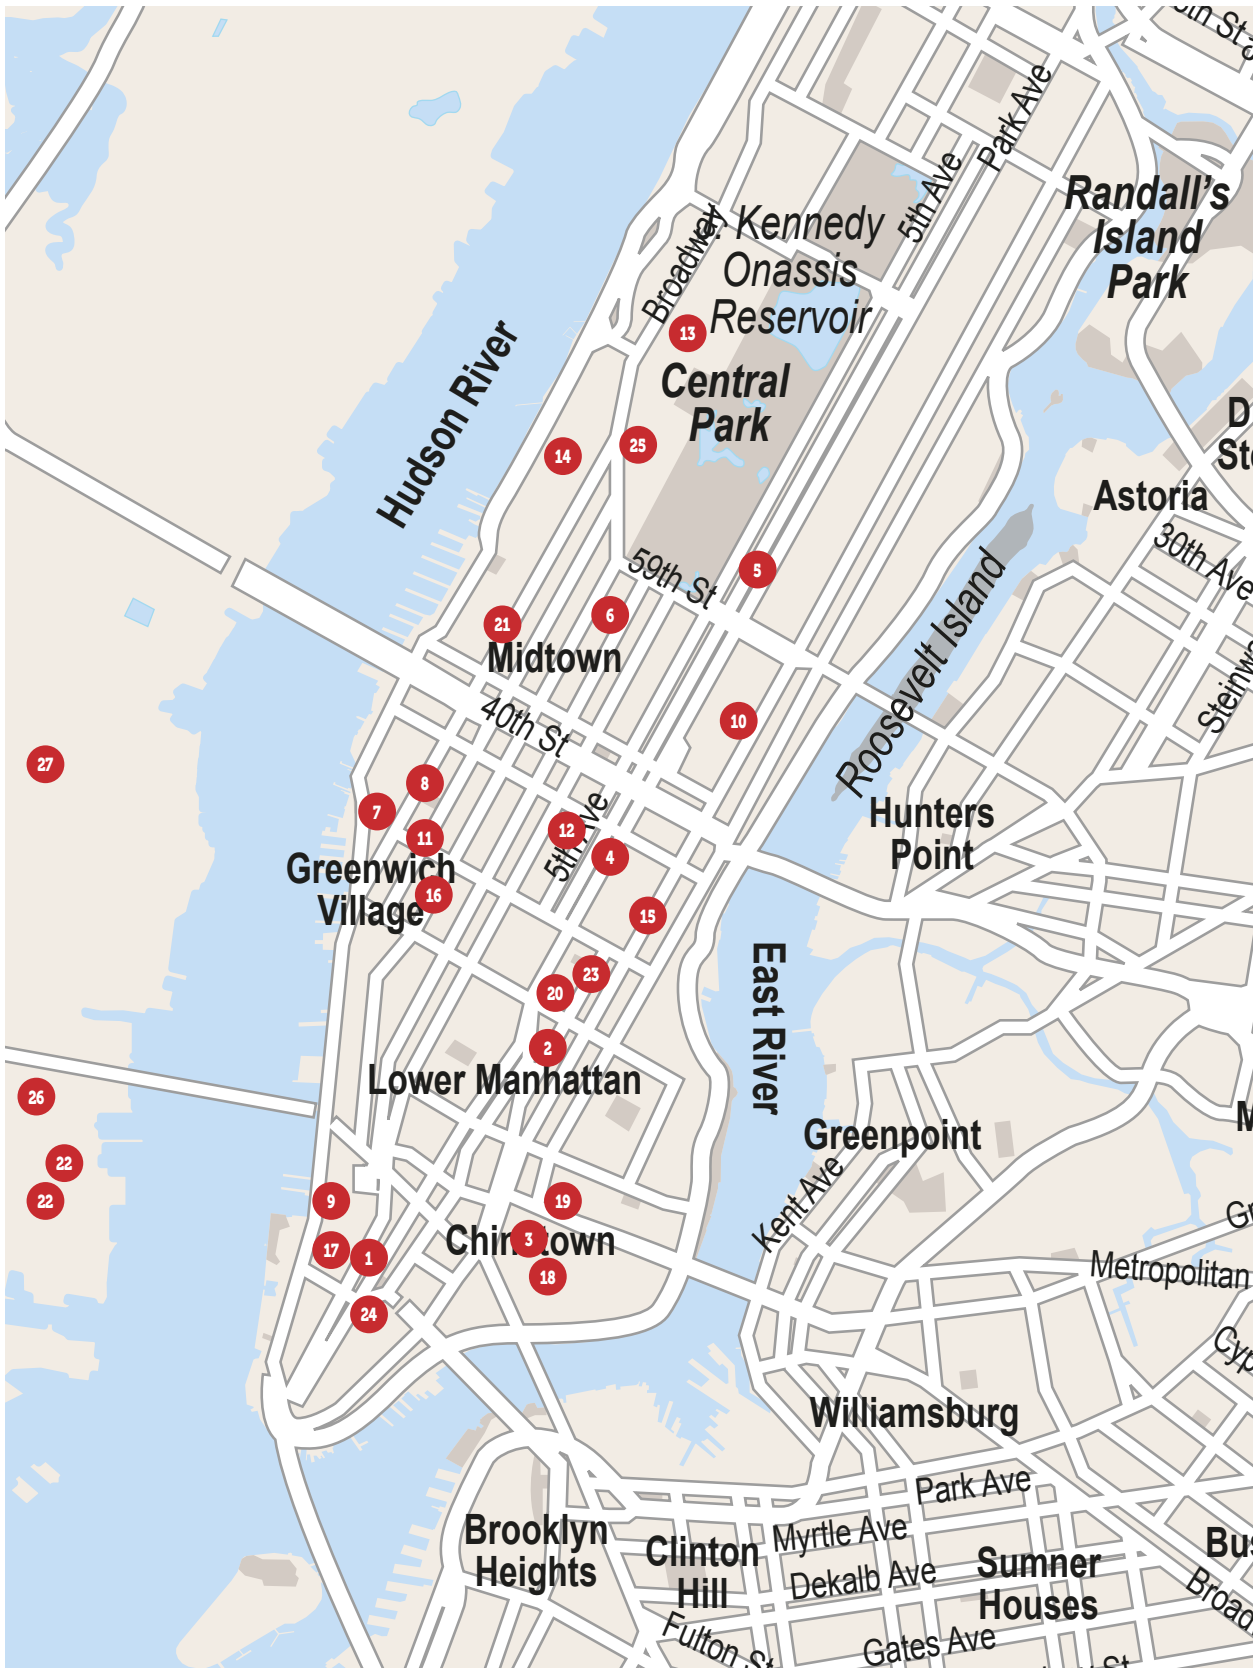 Park Ave
5th Ave
Randall's
Island
Park
Broadway
Kennedy
Onassis
Reservoir
13
Central
Park
Hudson River
25
14
Astoria
30th Ave
59th St
5
6
21
Midtown
Roosevelt Island
10
40th St
27
8
7
Hunters
Point
11
12
5th Ave
4
Greenwich
Village
16
15
East River
23
20
2
Lower Manhattan
26
Greenpoint
22
22
Kent Ave
9
19
3
17
1
18
Metropolitan
24
Williamsburg
Park Ave
Brooklyn
Heights
Clinton
Hill
Myrtle Ave
Dekalb Ave
Sumner
Houses
Fulton St
Gates Ave
St